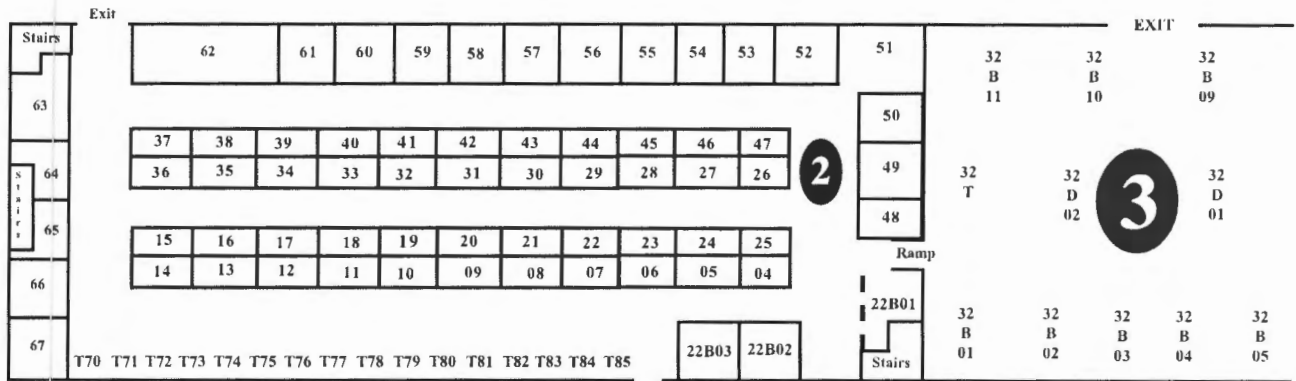 Exit
EXIT
Stairs
62 61 60 59 58 57 56 55 54 53 52 51
32 32 32
B B B
11 10 09
63
50
37 38 39 40 41 42 43 44 45 46 47
36 35 34 33 32 31 30 29 28 27 26
2
49
64
Stairs
32 32 3 32
T D D
02 01
65
48
15 16 17 18 19 20 21 22 23 24 25
14 13 12 11 10 09 08 07 06 05 04
Ramp
66
22B01
32 32 32 32 32
B B B B B
01 02 03 04 05
67
22B03 22B02
Stairs
T70 T71 T72 T73 T74 T75 T76 T77 T78 T79 T80 T81 T82 T83 T84 T85